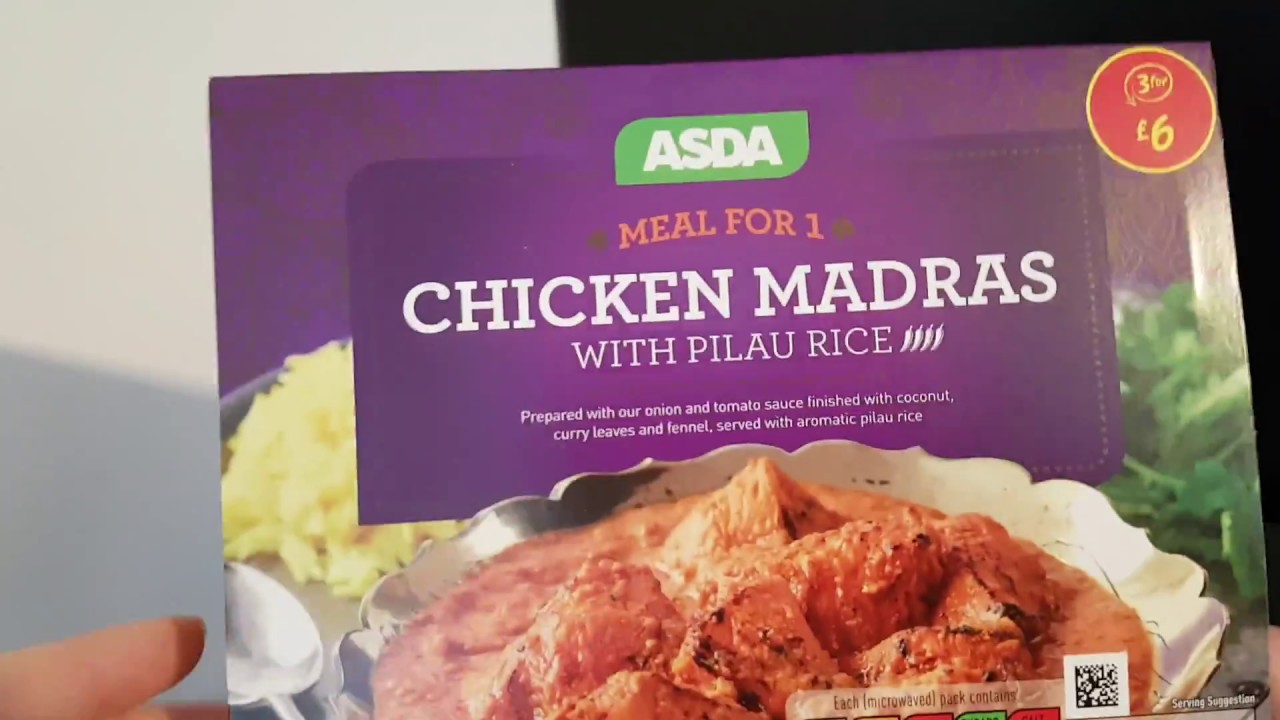 3 for
£6
ASDA
MEAL FOR 1
CHICKEN MADRAS
WITH PILAU RICE
Prepared with our onion and tomato sauce finished with coconut,
curry leaves and fennel, served with aromatic pilau rice
Each (microwaved) pack contains
Serving Suggestion